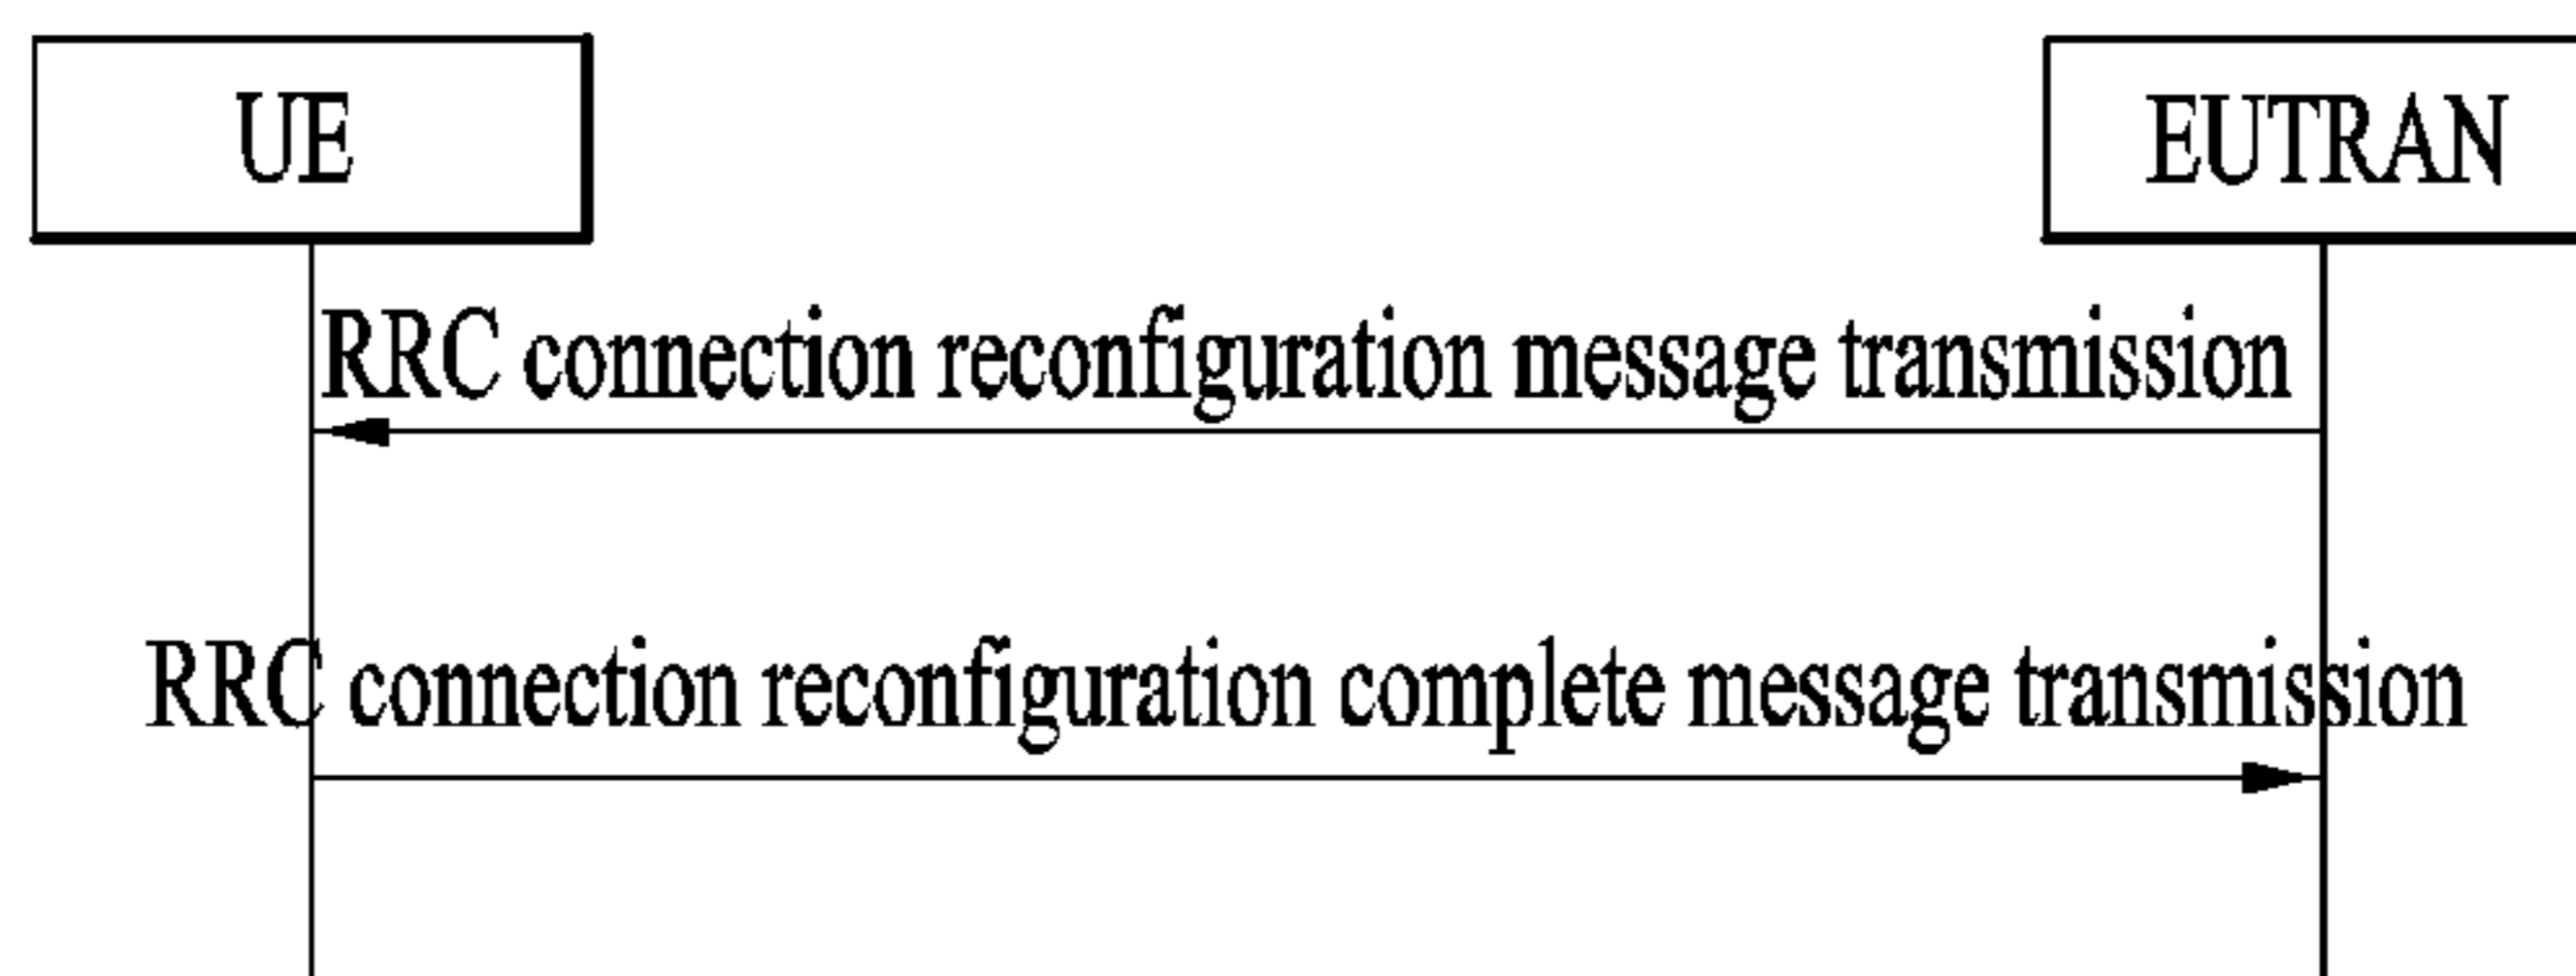 UE
EUTRAN
RRC connection reconfiguration message transmission
RRC connection reconfiguration complete message transmission